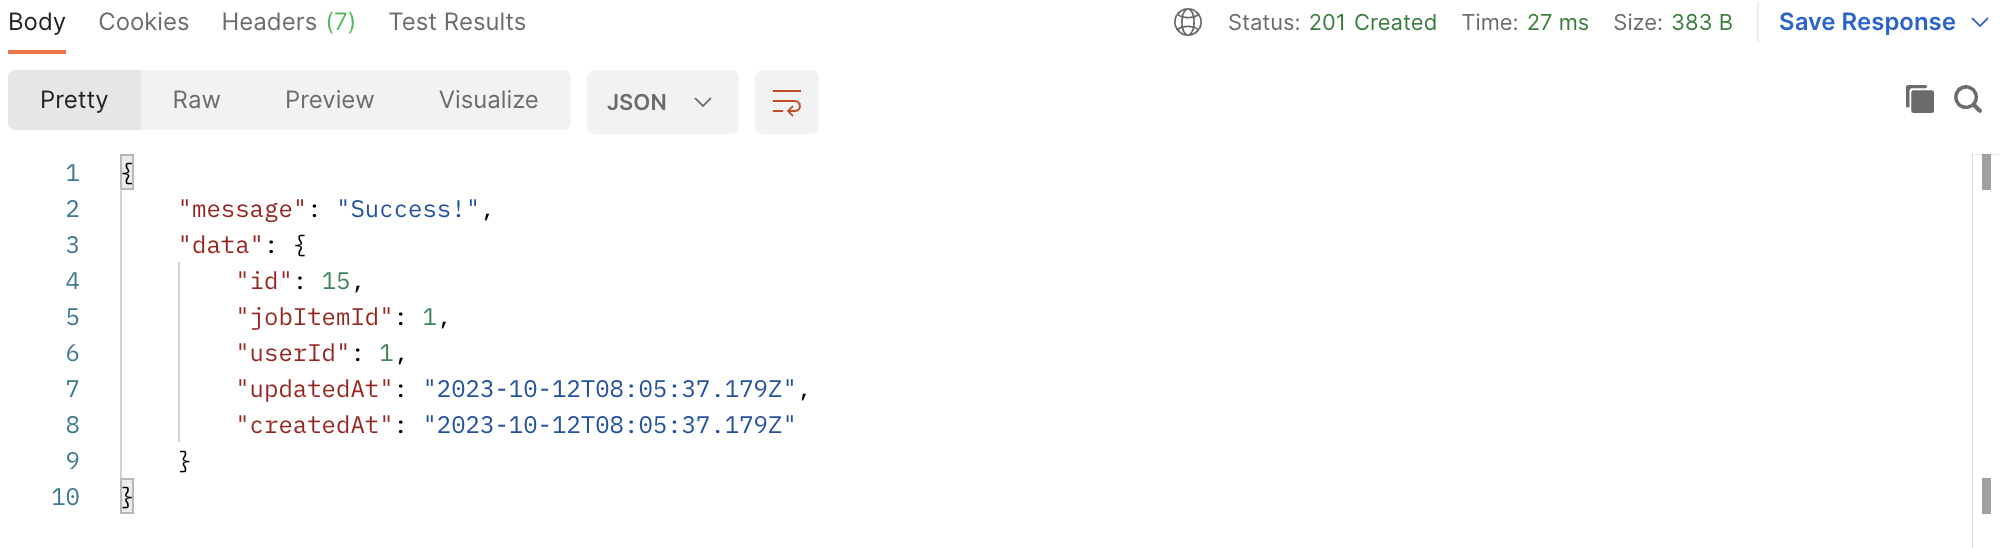 Body Cookies Headers (7) Test Results Status: 201 Created Time: 27 ms Size: 383 B Save Response
Pretty Raw Preview Visualize JSON
1 {
2 "message": "Success!",
3 "data": {
4 "id": 15,
5 "jobItemId": 1,
6 "userId": 1,
7 "updatedAt": "2023-10-12T08:05:37.179Z",
8 "createdAt": "2023-10-12T08:05:37.179Z"
9 }
10 }